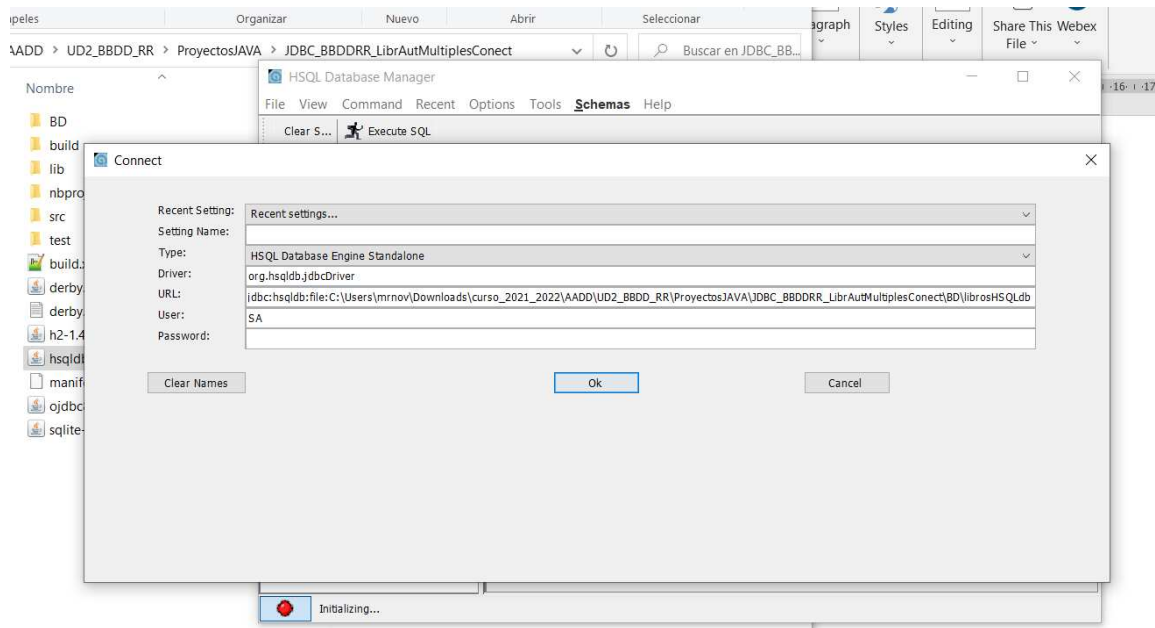 Organizar
Nuevo
Abrir
Seleccionar
AADD > UD2_BBDD_RR > ProyectosJAVA > JDBC_BBDDRR_LibrAutMultiplesConect
Buscar en JDBC_BB...
Styles
Editing
Share This
File
Webex
·16· ı ·17
Nombre
BD
build
lib
nbpro
src
test
build.
derby
derby
h2-1.4
hsqldb
manif
ojdbc
sqlite-
HSQL Database Manager
File View Command Recent Options Tools Schemas Help
Clear S... Execute SQL
Connect
Recent Setting: Recent settings...
Setting Name:
Type: HSQL Database Engine Standalone
Driver: org.hsqldb.jdbcDriver
URL: jdbc:hsqldb:file:C:\Users\mrnov\Downloads\curso_2021_2022\AADD\UD2_BBDD_RR\ProyectosJAVA\JDBC_BBDDRR_LibrAutMultiplesConect\BD\librosHSQLdb
User: SA
Password:
Clear Names
Ok
Cancel
Initializing...